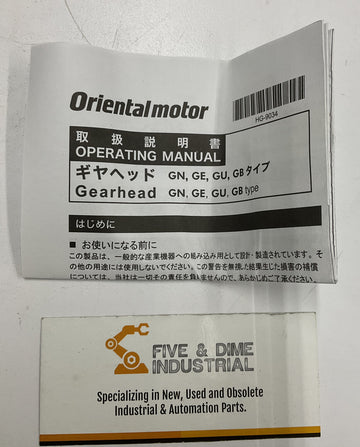 Orientalmotor
HG-9034
取扱説明書
OPERATING MANUAL
ギヤヘッド GN, GE, GU, GBタイプ
Gearhead GN, GE, GU, GB type
はじめに
■ お使いになる前に
この製品は、一般的な産業機器への組み込み用として設計・製造されています。そ
の他の用途には使用しないでください。この警告を無視した結果生じた損害の補償
については、当社は一切その責任を負いませんので、あらかじめご了承ください。
FIVE & DIME
INDUSTRIAL
Specializing in New, Used and Obsolete
Industrial & Automation Parts.